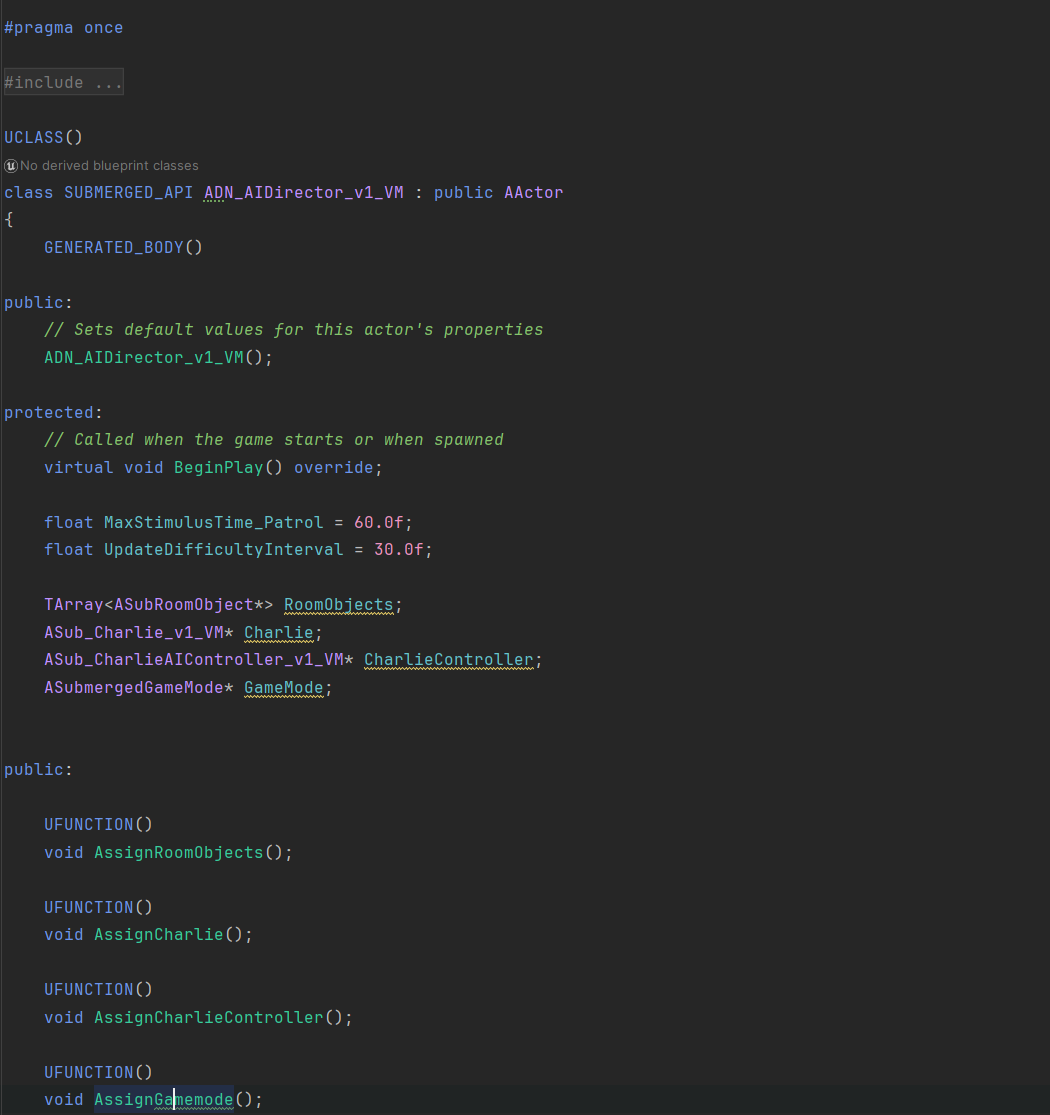 #pragma once
#include ...
UCLASS()
No derived blueprint classes
class SUBMERGED_API ADN_AIDirector_v1_VM : public AActor
{
GENERATED_BODY()
public:
// Sets default values for this actor's properties
ADN_AIDirector_v1_VM();
protected:
// Called when the game starts or when spawned
virtual void BeginPlay() override;
float MaxStimulusTime_Patrol = 60.0f;
float UpdateDifficultyInterval = 30.0f;
TArray<ASubRoomObject*> RoomObjects;
ASub_Charlie_v1_VM* Charlie;
ASub_CharlieAIController_v1_VM* CharlieController;
ASubmergedGameMode* GameMode;
public:
UFUNCTION()
void AssignRoomObjects();
UFUNCTION()
void AssignCharlie();
UFUNCTION()
void AssignCharlieController();
UFUNCTION()
void AssignGamemode();